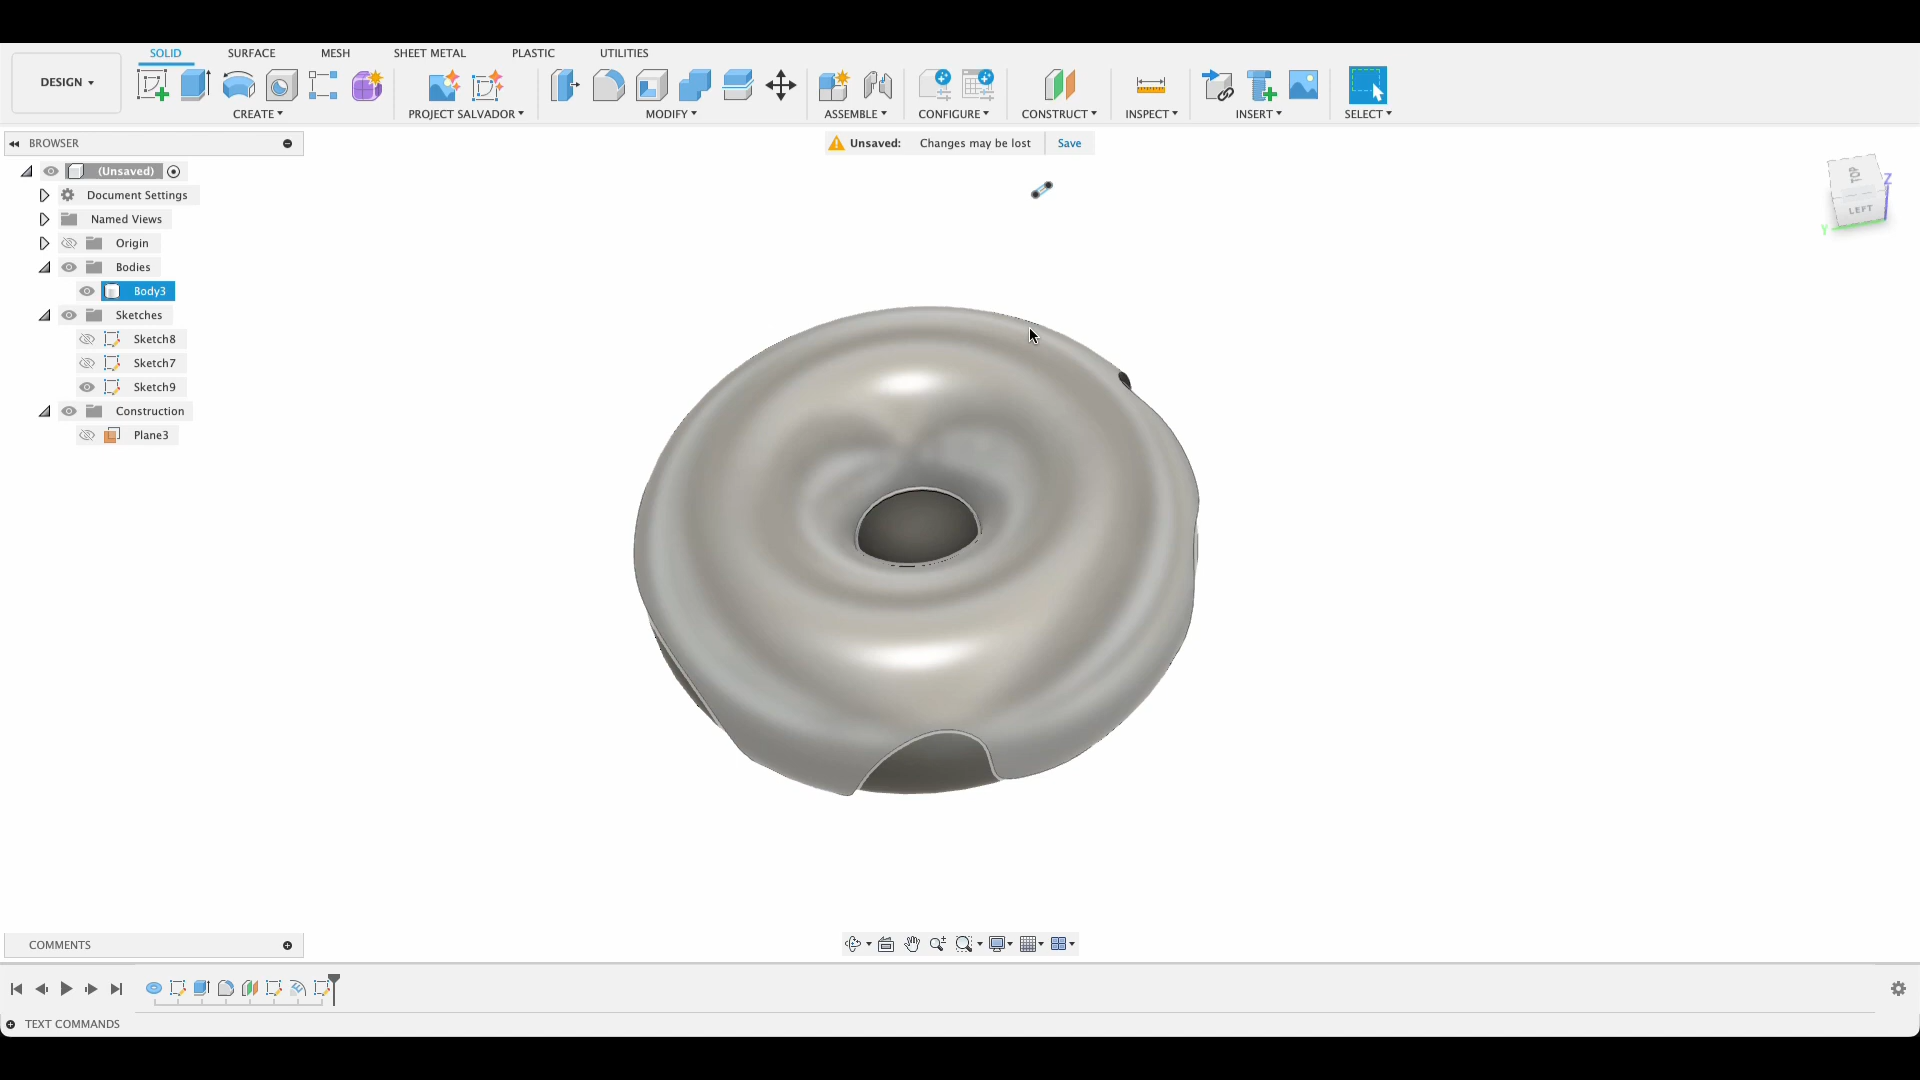 SOLID SURFACE MESH SHEET METAL PLASTIC UTILITIES
DESIGN
CREATE PROJECT SALVADOR MODIFY ASSEMBLE CONFIGURE CONSTRUCT INSPECT INSERT SELECT
BROWSER
Unsaved: Changes may be lost Save
(Unsaved)
Document Settings
Named Views
Origin
Bodies
Body3
Sketches
Sketch8
Sketch7
Sketch9
Construction
Plane3
TOP
Z
LEFT
Y
COMMENTS
TEXT COMMANDS